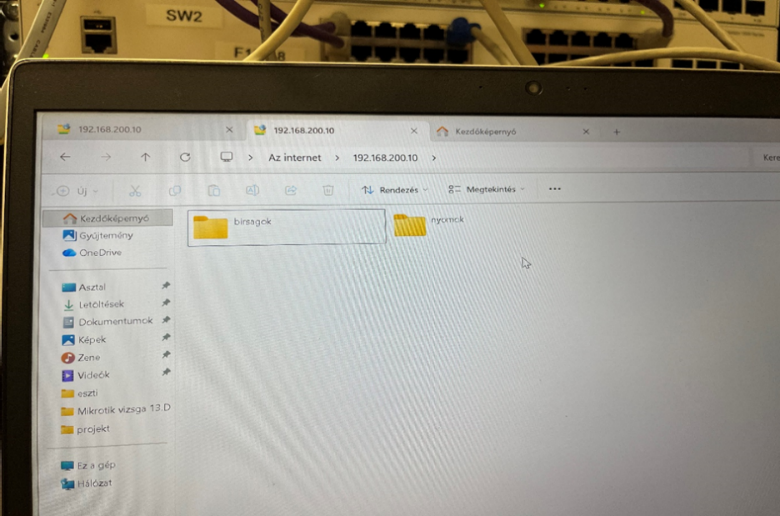 SW2
192.168.200.10
192.168.200.10
Kezdőképernyő
Az internet
192.168.200.10
Kere
Új
Rendezés
Megtekintés
Kezdőképernyő
Gyűjtemény
OneDrive
Asztal
Letöltések
Dokumentumok
Képek
Zene
Videók
eszti
Mikrotik vizsga 13.D
projekt
Ez a gép
Hálózat
birsagok
nyomok